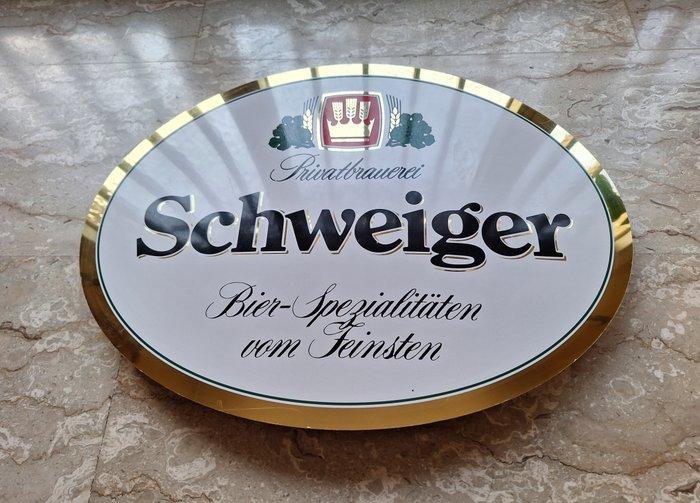 Privatbrauerei
Schweiger
Bier-Spezialitäten
vom Feinsten